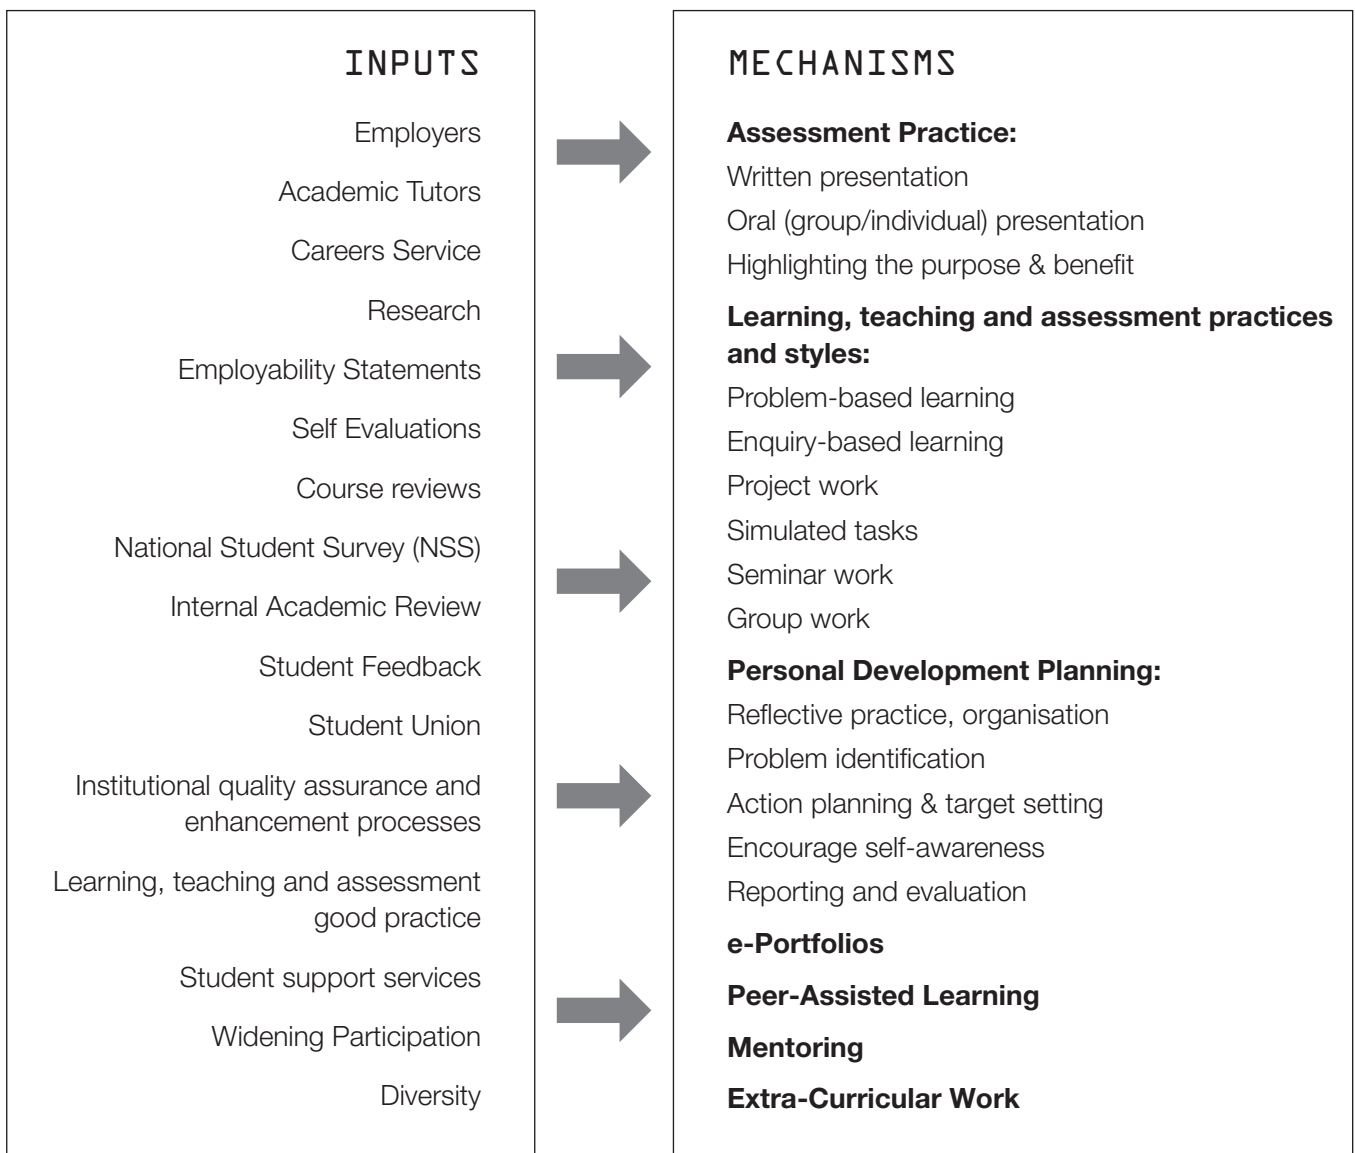 INPUTS
Employers
Academic Tutors
Careers Service
Research
Employability Statements
Self Evaluations
Course reviews
National Student Survey (NSS)
Internal Academic Review
Student Feedback
Student Union
Institutional quality assurance and
enhancement processes
Learning, teaching and assessment
good practice
Student support services
Widening Participation
Diversity
MECHANISMS
Assessment Practice:
Written presentation
Oral (group/individual) presentation
Highlighting the purpose & benefit
Learning, teaching and assessment practices
and styles:
Problem-based learning
Enquiry-based learning
Project work
Simulated tasks
Seminar work
Group work
Personal Development Planning:
Reflective practice, organisation
Problem identification
Action planning & target setting
Encourage self-awareness
Reporting and evaluation
e-Portfolios
Peer-Assisted Learning
Mentoring
Extra-Curricular Work